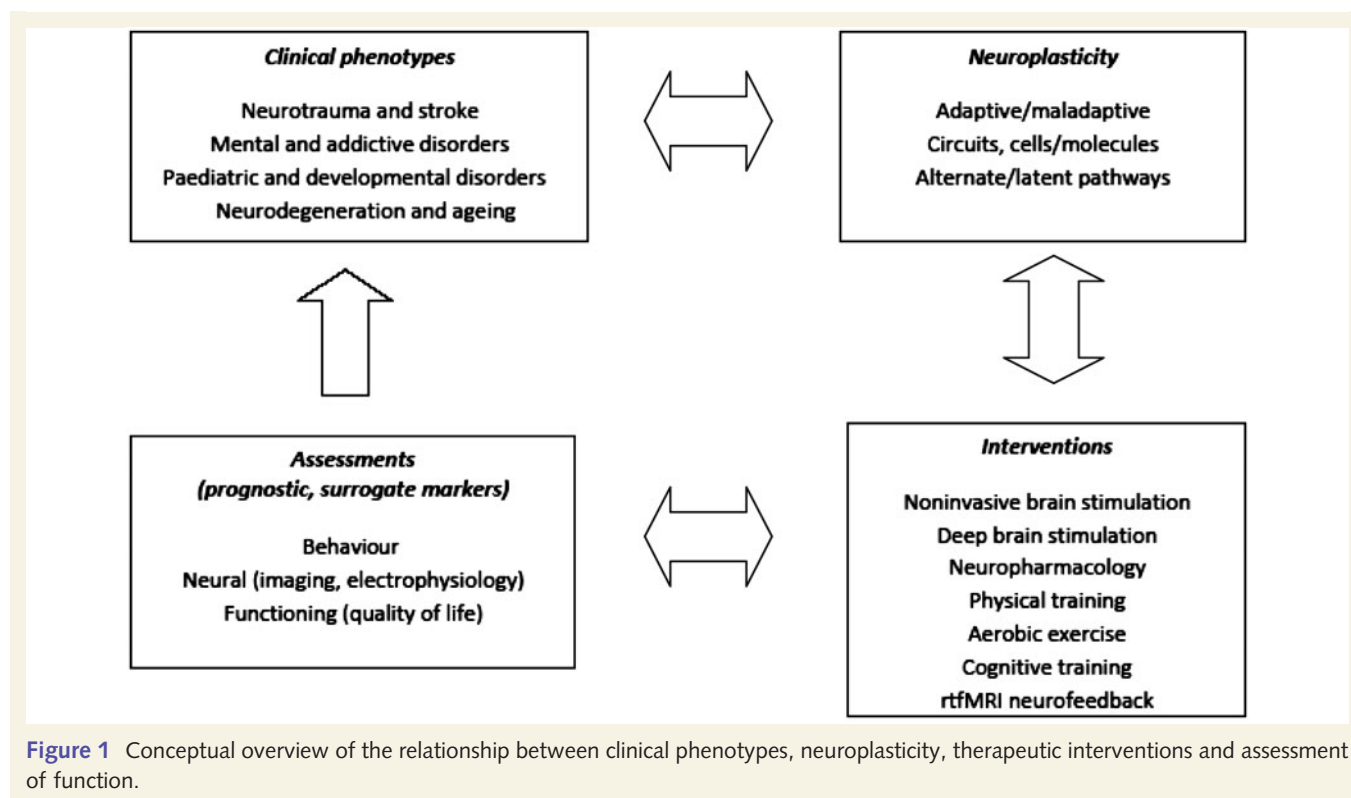 Clinical phenotypes
Neurotrauma and stroke
Mental and addictive disorders
Paediatric and developmental disorders
Neurodegeneration and ageing
Neuroplasticity
Adaptive/maladaptive
Circuits, cells/molecules
Alternate/latent pathways
Assessments
(prognostic, surrogate markers)
Behaviour
Neural (imaging, electrophysiology)
Functioning (quality of life)
Interventions
Noninvasive brain stimulation
Deep brain stimulation
Neuropharmacology
Physical training
Aerobic exercise
Cognitive training
rtfMRI neurofeedback
Figure 1 Conceptual overview of the relationship between clinical phenotypes, neuroplasticity, therapeutic interventions and assessment
of function.